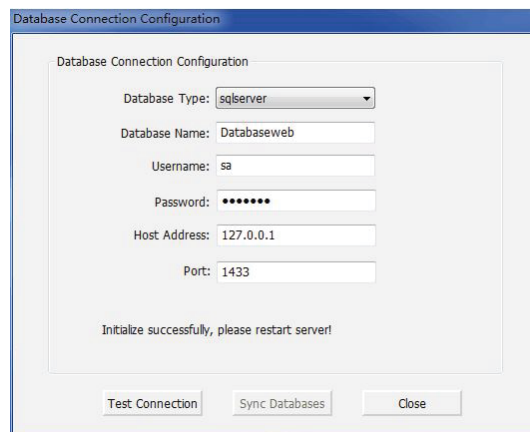 Database Connection Configuration
Database Connection Configuration
Database Type: sqlserver
Database Name: Databaseweb
Username: sa
Password: •••••••
Host Address: 127.0.0.1
Port: 1433
Initialize successfully, please restart server!
Test Connection Sync Databases Close